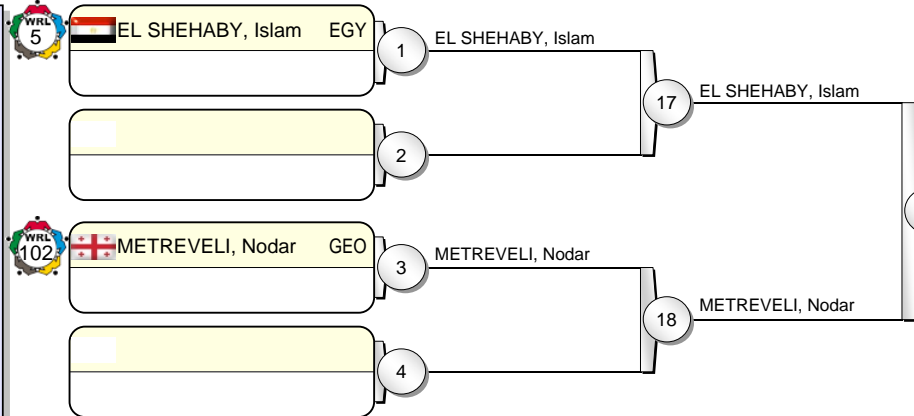 WRL
5
EL SHEHABY, Islam EGY
1
EL SHEHABY, Islam
17
EL SHEHABY, Islam
2
WRL
102
METREVELI, Nodar GEO
3
METREVELI, Nodar
18
METREVELI, Nodar
4